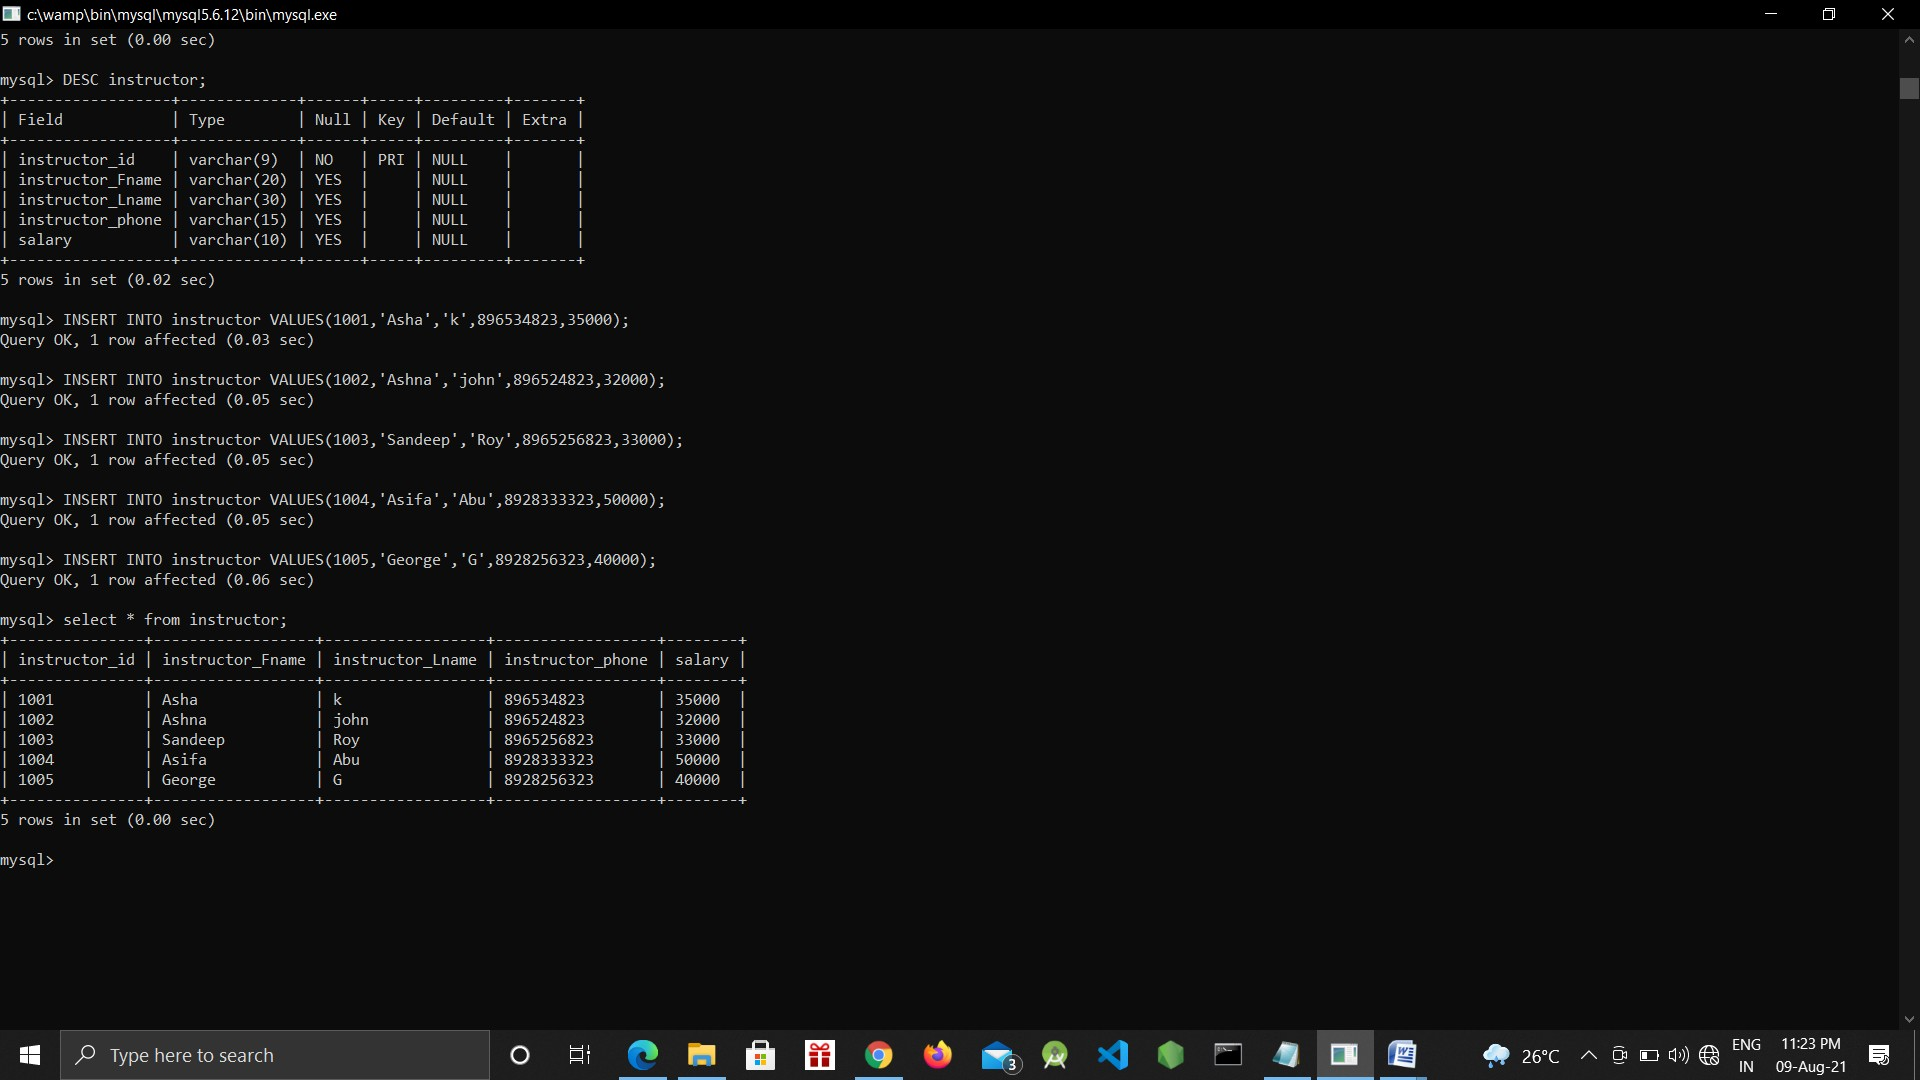 c:\wamp\bin\mysql\mysql5.6.12\bin\mysql.exe
5 rows in set (0.00 sec)
mysql> DESC instructor;
+------------------+-------------+------+-----+---------+-------+
| Field            | Type        | Null | Key | Default | Extra |
+------------------+-------------+------+-----+---------+-------+
| instructor_id    | varchar(9)  | NO   | PRI | NULL    |       |
| instructor_Fname | varchar(20) | YES  |     | NULL    |       |
| instructor_Lname | varchar(30) | YES  |     | NULL    |       |
| instructor_phone | varchar(15) | YES  |     | NULL    |       |
| salary           | varchar(10) | YES  |     | NULL    |       |
+------------------+-------------+------+-----+---------+-------+
5 rows in set (0.02 sec)
mysql> INSERT INTO instructor VALUES(1001,'Asha','k',896534823,35000);
Query OK, 1 row affected (0.03 sec)
mysql> INSERT INTO instructor VALUES(1002,'Ashna','john',896524823,32000);
Query OK, 1 row affected (0.05 sec)
mysql> INSERT INTO instructor VALUES(1003,'Sandeep','Roy',8965256823,33000);
Query OK, 1 row affected (0.05 sec)
mysql> INSERT INTO instructor VALUES(1004,'Asifa','Abu',8928333323,50000);
Query OK, 1 row affected (0.05 sec)
mysql> INSERT INTO instructor VALUES(1005,'George','G',8928256323,40000);
Query OK, 1 row affected (0.06 sec)
mysql> select * from instructor;
+---------------+------------------+------------------+------------------+--------+
| instructor_id | instructor_Fname | instructor_Lname | instructor_phone | salary |
+---------------+------------------+------------------+------------------+--------+
| 1001          | Asha             | k                | 896534823        | 35000  |
| 1002          | Ashna            | john             | 896524823        | 32000  |
| 1003          | Sandeep          | Roy              | 8965256823       | 33000  |
| 1004          | Asifa            | Abu              | 8928333323       | 50000  |
| 1005          | George           | G                | 8928256323       | 40000  |
+---------------+------------------+------------------+------------------+--------+
5 rows in set (0.00 sec)
mysql>
Type here to search
3
26°C
ENG
IN
11:23 PM
09-Aug-21